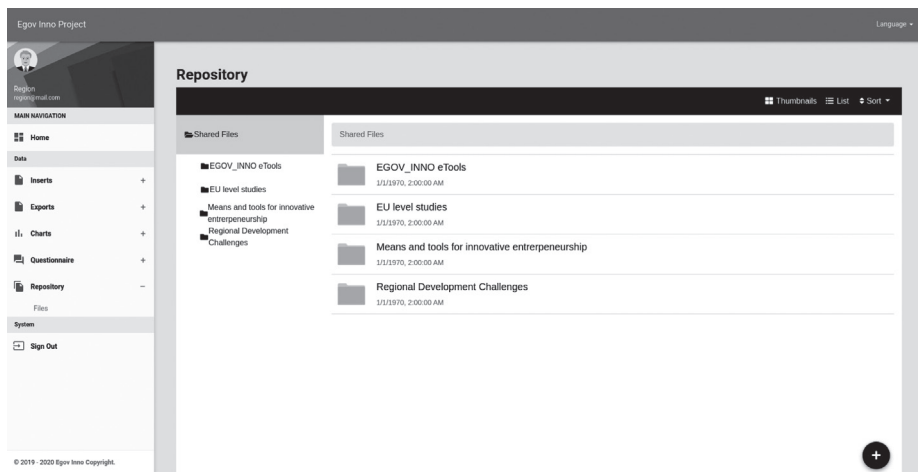 Egov Inno Project
Language
Region
region@mail.com
MAIN NAVIGATION
Home
Data
Inserts +
Exports +
Charts +
Questionnaire +
Repository −
Files
System
Sign Out
© 2019 - 2020 Egov Inno Copyright.
Repository
Thumbnails List Sort
Shared Files
EGOV_INNO eTools
EU level studies
Means and tools for innovative
entrerpeneurship
Regional Development
Challenges
Shared Files
EGOV_INNO eTools
1/1/1970, 2:00:00 AM
EU level studies
1/1/1970, 2:00:00 AM
Means and tools for innovative entrerpeneurship
1/1/1970, 2:00:00 AM
Regional Development Challenges
1/1/1970, 2:00:00 AM
+